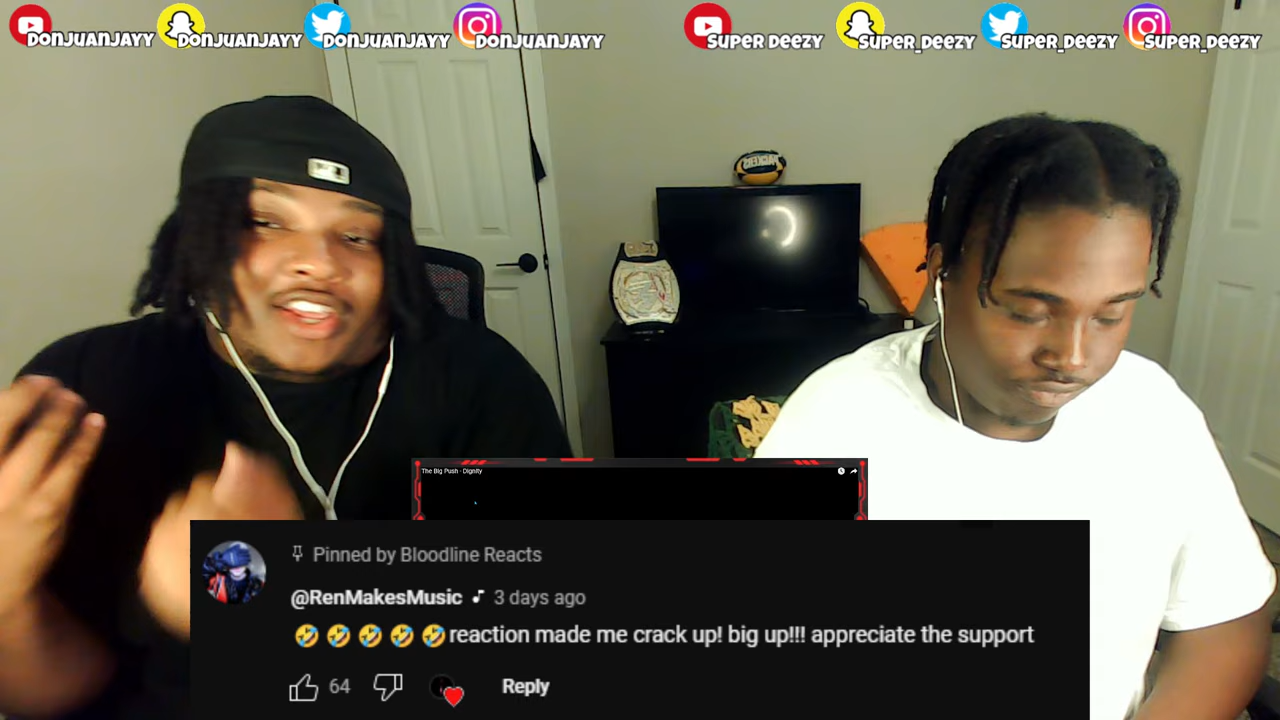 DONJUANJAYY
DONJUANJAYY
DONJUANJAYY
DONJUANJAYY
SUPER DEEZY
SUPER_DEEZY
SUPER_DEEZY
SUPER_DEEZY
PACKERS
The Big Push - Dignity
Pinned by Bloodline Reacts
@RenMakesMusic 3 days ago
🤣🤣🤣🤣🤣reaction made me crack up! big up!!! appreciate the support
64
Reply